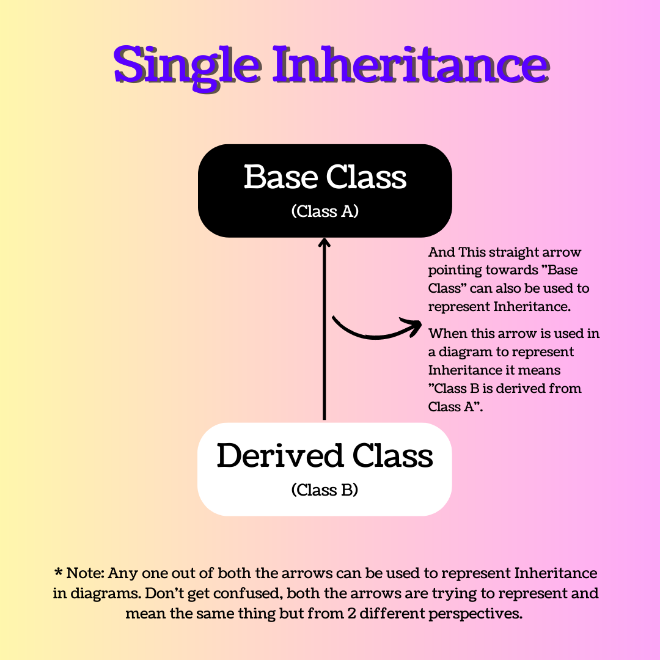 Single Inheritance
Base Class
(Class A)
And This straight arrow
pointing towards "Base
Class" can also be used to
represent Inheritance.
When this arrow is used in
a diagram to represent
Inheritance it means
"Class B is derived from
Class A".
Derived Class
(Class B)
* Note: Any one out of both the arrows can be used to represent Inheritance
in diagrams. Don't get confused, both the arrows are trying to represent and
mean the same thing but from 2 different perspectives.